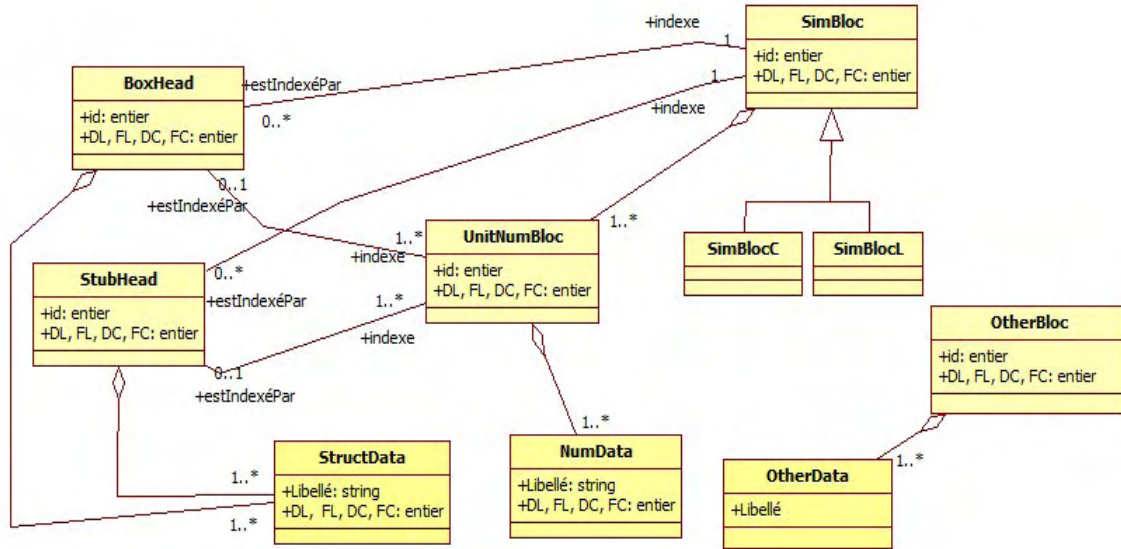 SimBloc
+id: entier
+DL, FL, DC, FC: entier
+indexe
1
1
+indexe
BoxHead
+id: entier
+DL, FL, DC, FC: entier
+estIndexéPar
0..*
0..1
+estIndexéPar
1..*
UnitNumBloc
+id: entier
+DL, FL, DC, FC: entier
1..*
+indexe
SimBlocC
SimBlocL
StubHead
+id: entier
+DL, FL, DC, FC: entier
0..*
+estIndexéPar
1..*
+indexe
0..1
+estIndexéPar
OtherBloc
+id: entier
+DL, FL, DC, FC: entier
1..*
1..*
StructData
+Libellé: string
+DL, FL, DC, FC: entier
1..*
NumData
+Libellé: string
+DL, FL, DC, FC: entier
OtherData
+Libellé
1..*